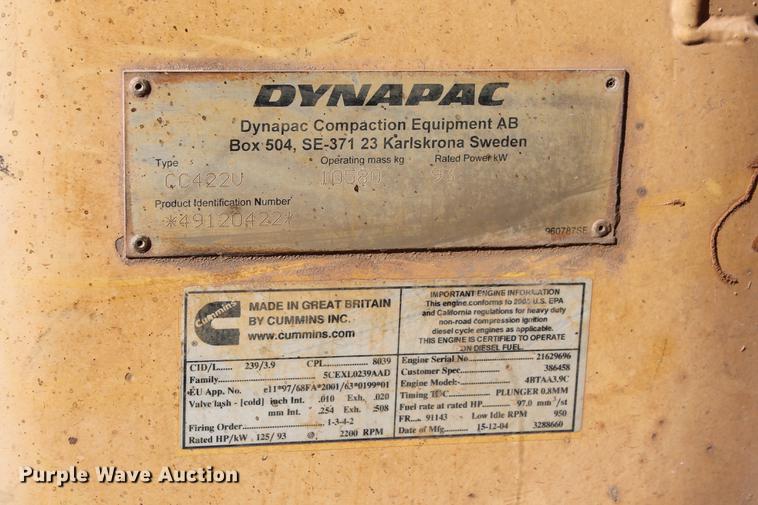 DYNAPAC
Dynapac Compaction Equipment AB
Box 504, SE-371 23 Karlskrona Sweden
Type Operating mass kg Rated Power kW
CC422V 10580 93
Product Identification Number
*49120422*
960787SE
Cummins
MADE IN GREAT BRITAIN
BY CUMMINS INC.
www.cummins.com
CID/L.... 239/3.9 CPL. 8039
Family. 5CEXL0239AAD
EU App. No. e11*97/68FA*2001/63*0199*01
Valve lash - [cold] inch Int. .010 Exh. .020
mm Int. .254 Exh. .508
Firing Order. 1-3-4-2
Rated HP/kW 125/ 93 @. 2200 RPM
IMPORTANT ENGINE INFORMATION
This engine conforms to 2005 U.S. EPA
and California regulations for heavy duty
non-road compression ignition
diesel cycle engines as applicable.
THIS ENGINE IS CERTIFIED TO OPERATE
ON DIESEL FUEL.
Engine Serial No 21629696
Customer Spec. 386458
Engine Model:- 4BTAA3.9C
Timing PLUNGER 0.8MM
Fuel rate at rated HP. 97.0 mm³/st
FR... 91143 Low Idle RPM 950
Date of Mfg. 15-12-04 3288660
Purple Wave Auction